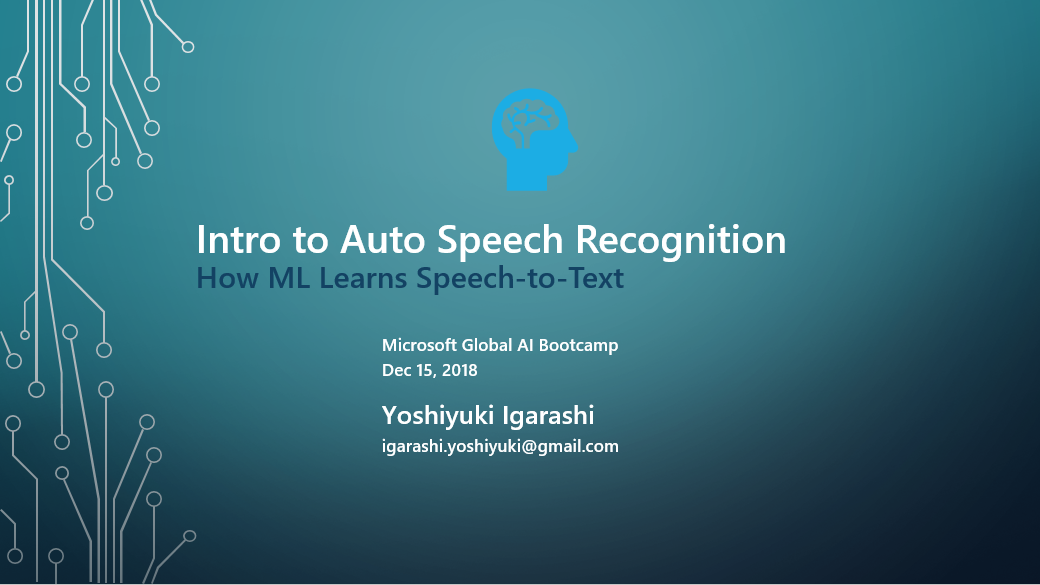 Intro to Auto Speech Recognition
How ML Learns Speech-to-Text
Microsoft Global AI Bootcamp
Dec 15, 2018
Yoshiyuki Igarashi
igarashi.yoshiyuki@gmail.com